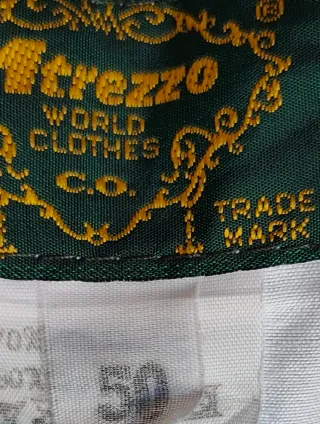 ®
Atrezzo
WORLD
CLOTHES
C.O.
TRADE
MARK
50